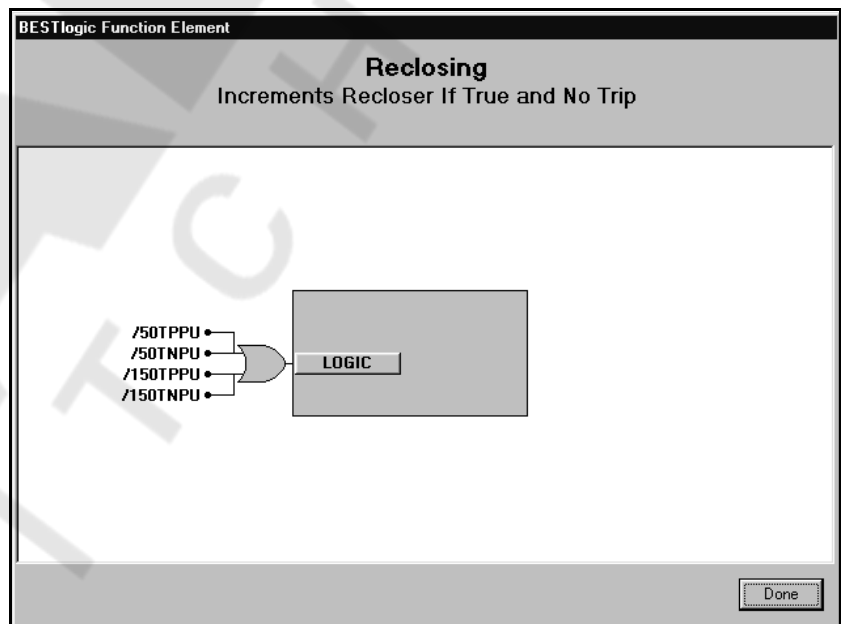 BESTlogic Function Element
Reclosing
Increments Recloser If True and No Trip
/50TPPU
/50TNPU
/150TPPU
/150TNPU
LOGIC
Done